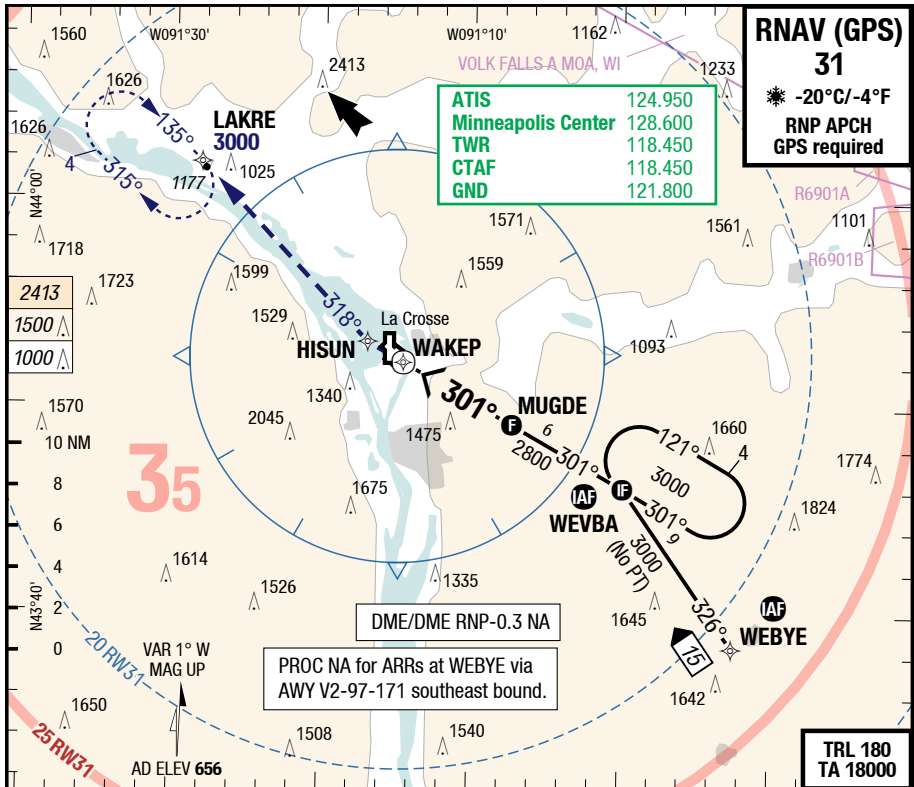 1560
W091°30'
W091°10'
1162
VOLK FALLS A MOA, WI
1233
RNAV (GPS)
31
-20°C/-4°F
RNP APCH
GPS required
1626
2413
ATIS 124.950
Minneapolis Center 128.600
TWR 118.450
CTAF 118.450
GND 121.800
1626
135°
LAKRE
3000
4
315°
1177
1025
N44°00'
R6901A
1101
R6901B
1571
1561
1718
1723
1599
1559
2413
1500
1000
1529
318°
La Crosse
HISUN
WAKEP
1093
1340
301°
MUGDE
F
6
2800
301°
1570
2045
1475
10 NM
8
6
4
2
0
35
1675
121°
1660
4
3000
1774
IAF
WEVBA
IF
301°
9
1824
3000
(No PT)
1614
1526
1335
1645
326°
IAF
WEBYE
15
N43°40'
DME/DME RNP-0.3 NA
20 RW31
VAR 1° W
MAG UP
PROC NA for ARRs at WEBYE via
AWY V2-97-171 southeast bound.
1642
1650
25 RW31
1508
1540
AD ELEV 656
TRL 180
TA 18000